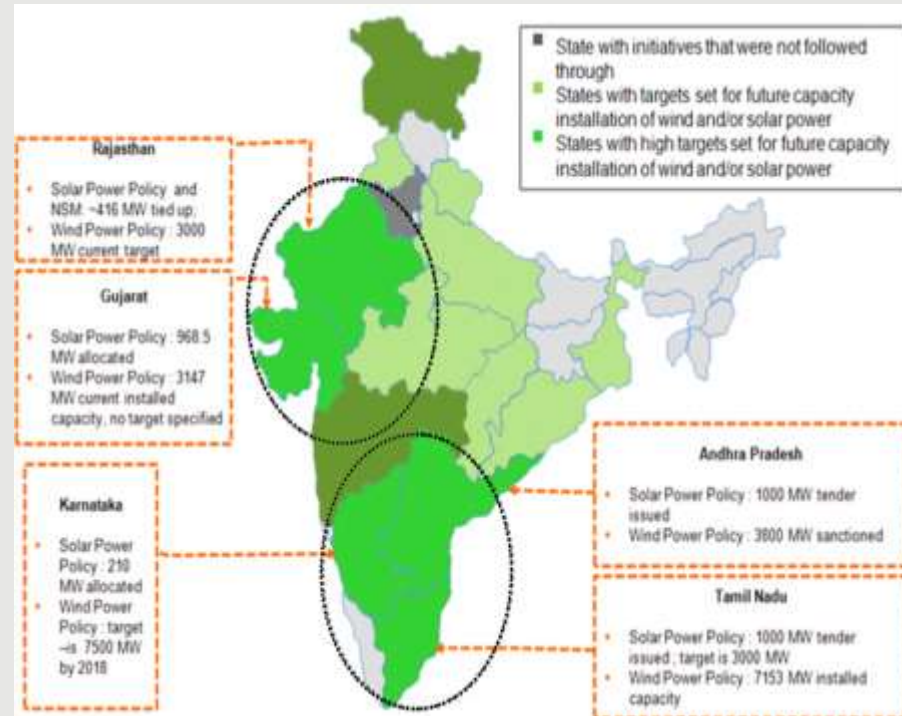 State with initiatives that were not followed
through
States with targets set for future capacity
installation of wind and/or solar power
States with high targets set for future capacity
installation of wind and/or solar power
Rajasthan
• Solar Power Policy and
NSM: ~416 MW tied up.
• Wind Power Policy : 3000
MW current target
Gujarat
• Solar Power Policy : 968.5
MW allocated
• Wind Power Policy : 3147
MW current installed
capacity, no target specified
Karnataka
• Solar Power
Policy : 210
MW allocated
• Wind Power
Policy : target
–is 7500 MW
by 2018
Andhra Pradesh
• Solar Power Policy : 1000 MW tender
issued
• Wind Power Policy : 3800 MW sanctioned
Tamil Nadu
• Solar Power Policy : 1000 MW tender
issued ; target is 3000 MW
• Wind Power Policy : 7153 MW installed
capacity